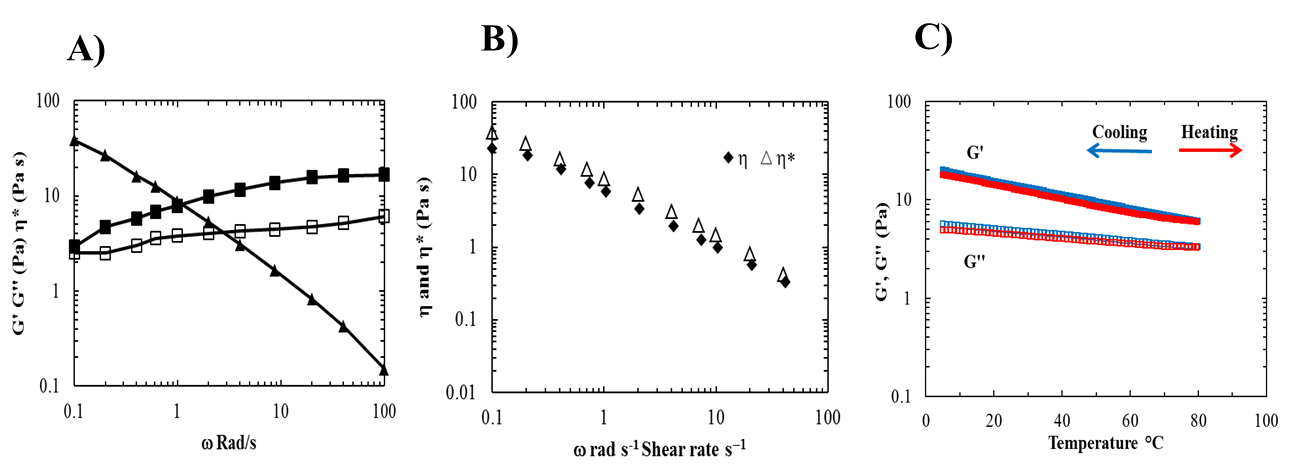 A)
G' G'' (Pa) η* (Pa s)
100
10
1
0.1
0.1 1 10 100
ω Rad/s
B)
η and η* (Pa s)
100
10
1
0.1
0.01
η η*
0.1 1 10 100
ω rad s-1 Shear rate s−1
C)
G', G'' (Pa)
100
10
1
0.1
Cooling Heating
G'
G''
0 20 40 60 80 100
Temperature °C